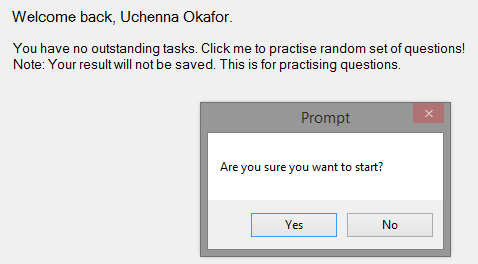 Welcome back, Uchenna Okafor.
You have no outstanding tasks. Click me to practise random set of questions!
Note: Your result will not be saved. This is for practising questions.
Prompt
Are you sure you want to start?
Yes
No